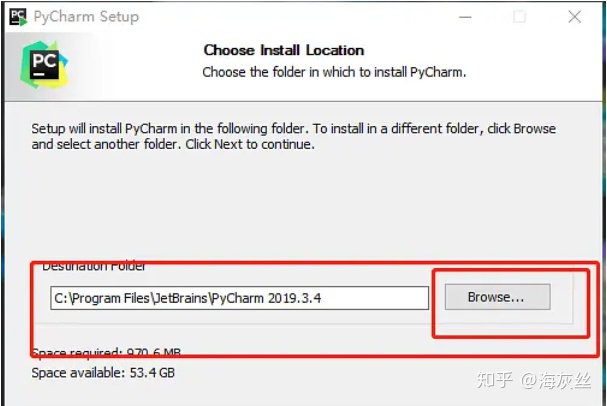 PyCharm Setup
PC
Choose Install Location
Choose the folder in which to install PyCharm.
Setup will install PyCharm in the following folder. To install in a different folder, click Browse
and select another folder. Click Next to continue.
Destination Folder
C:\Program Files\JetBrains\PyCharm 2019.3.4
Browse...
Space required: 970.6 MB
Space available: 53.4 GB
知乎 @海灰丝